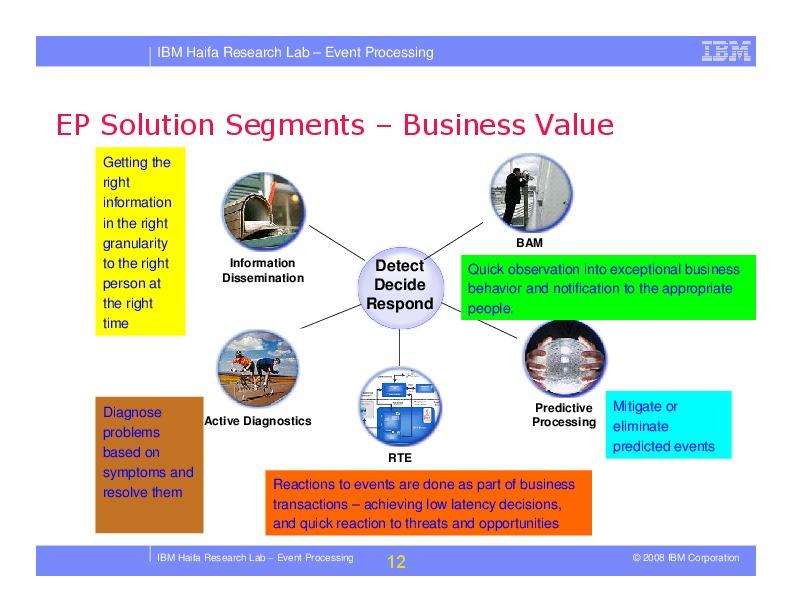 IBM Haifa Research Lab – Event Processing
IBM
EP Solution Segments – Business Value
Getting the
right
information
in the right
granularity
to the right
person at
the right
time
Information
Dissemination
BAM
Detect
Decide
Respond
Quick observation into exceptional business
behavior and notification to the appropriate
people.
Active Diagnostics
RTE
Predictive
Processing
Mitigate or
eliminate
predicted events
Diagnose
problems
based on
symptoms and
resolve them
Reactions to events are done as part of business
transactions – achieving low latency decisions,
and quick reaction to threats and opportunities
IBM Haifa Research Lab – Event Processing
12
© 2008 IBM Corporation